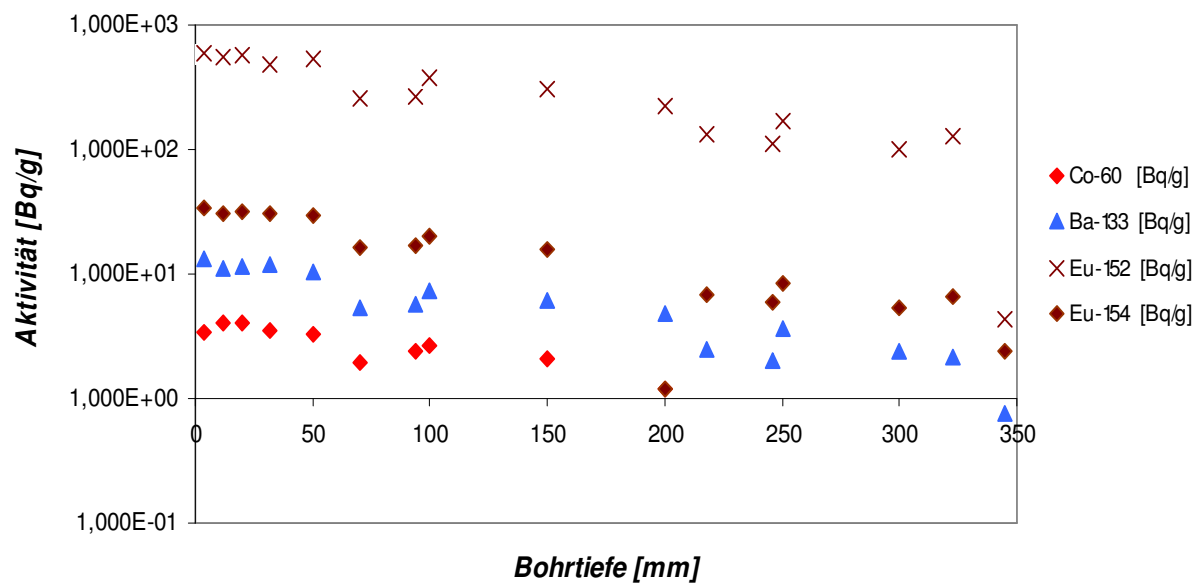 1,000E+03
1,000E+02
1,000E+01
1,000E+00
1,000E-01
Aktivität [Bq/g]
0 50 100 150 200 250 300 350
Bohrtiefe [mm]
Co-60 [Bq/g]
Ba-133 [Bq/g]
Eu-152 [Bq/g]
Eu-154 [Bq/g]